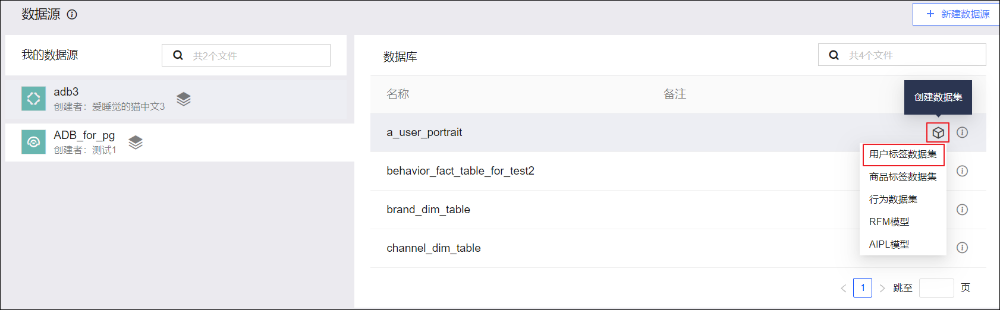 数据源
+ 新建数据源
我的数据源
共2个文件
adb3
创建者：爱睡觉的猫中文3
ADB_for_pg
创建者：测试1
数据库
共4个文件
名称
备注
创建数据集
a_user_portrait
用户标签数据集
商品标签数据集
行为数据集
RFM模型
AIPL模型
behavior_fact_table_for_test2
brand_dim_table
channel_dim_table
< 1 > 跳至 页